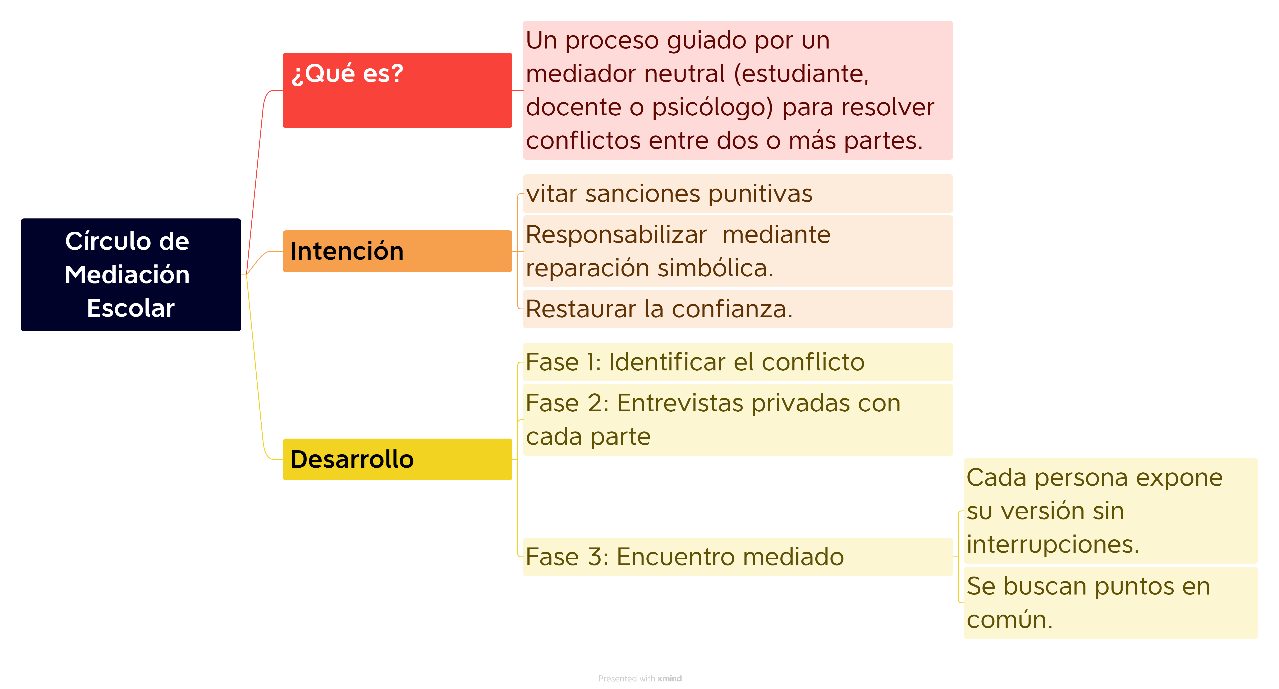 ¿Qué es?
Un proceso guiado por un
mediador neutral (estudiante,
docente o psicólogo) para resolver
conflictos entre dos o más partes.
Círculo de
Mediación
Escolar
Intención
vitar sanciones punitivas
Responsabilizar  mediante
reparación simbólica.
Restaurar la confianza.
Desarrollo
Fase 1: Identificar el conflicto
Fase 2: Entrevistas privadas con
cada parte
Fase 3: Encuentro mediado
Cada persona expone
su versión sin
interrupciones.
Se buscan puntos en
común.
Presented with xmind